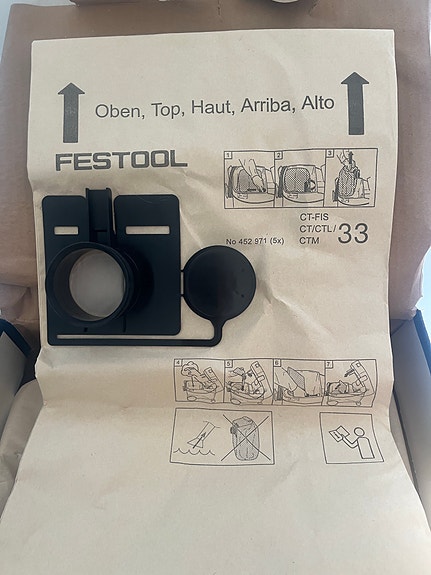 Oben, Top, Haut, Arriba, Alto
FESTOOL
1 2 3
CT-FIS
CT/CTL/ 33
No 452 971 (5x) CTM
4 5 6 7